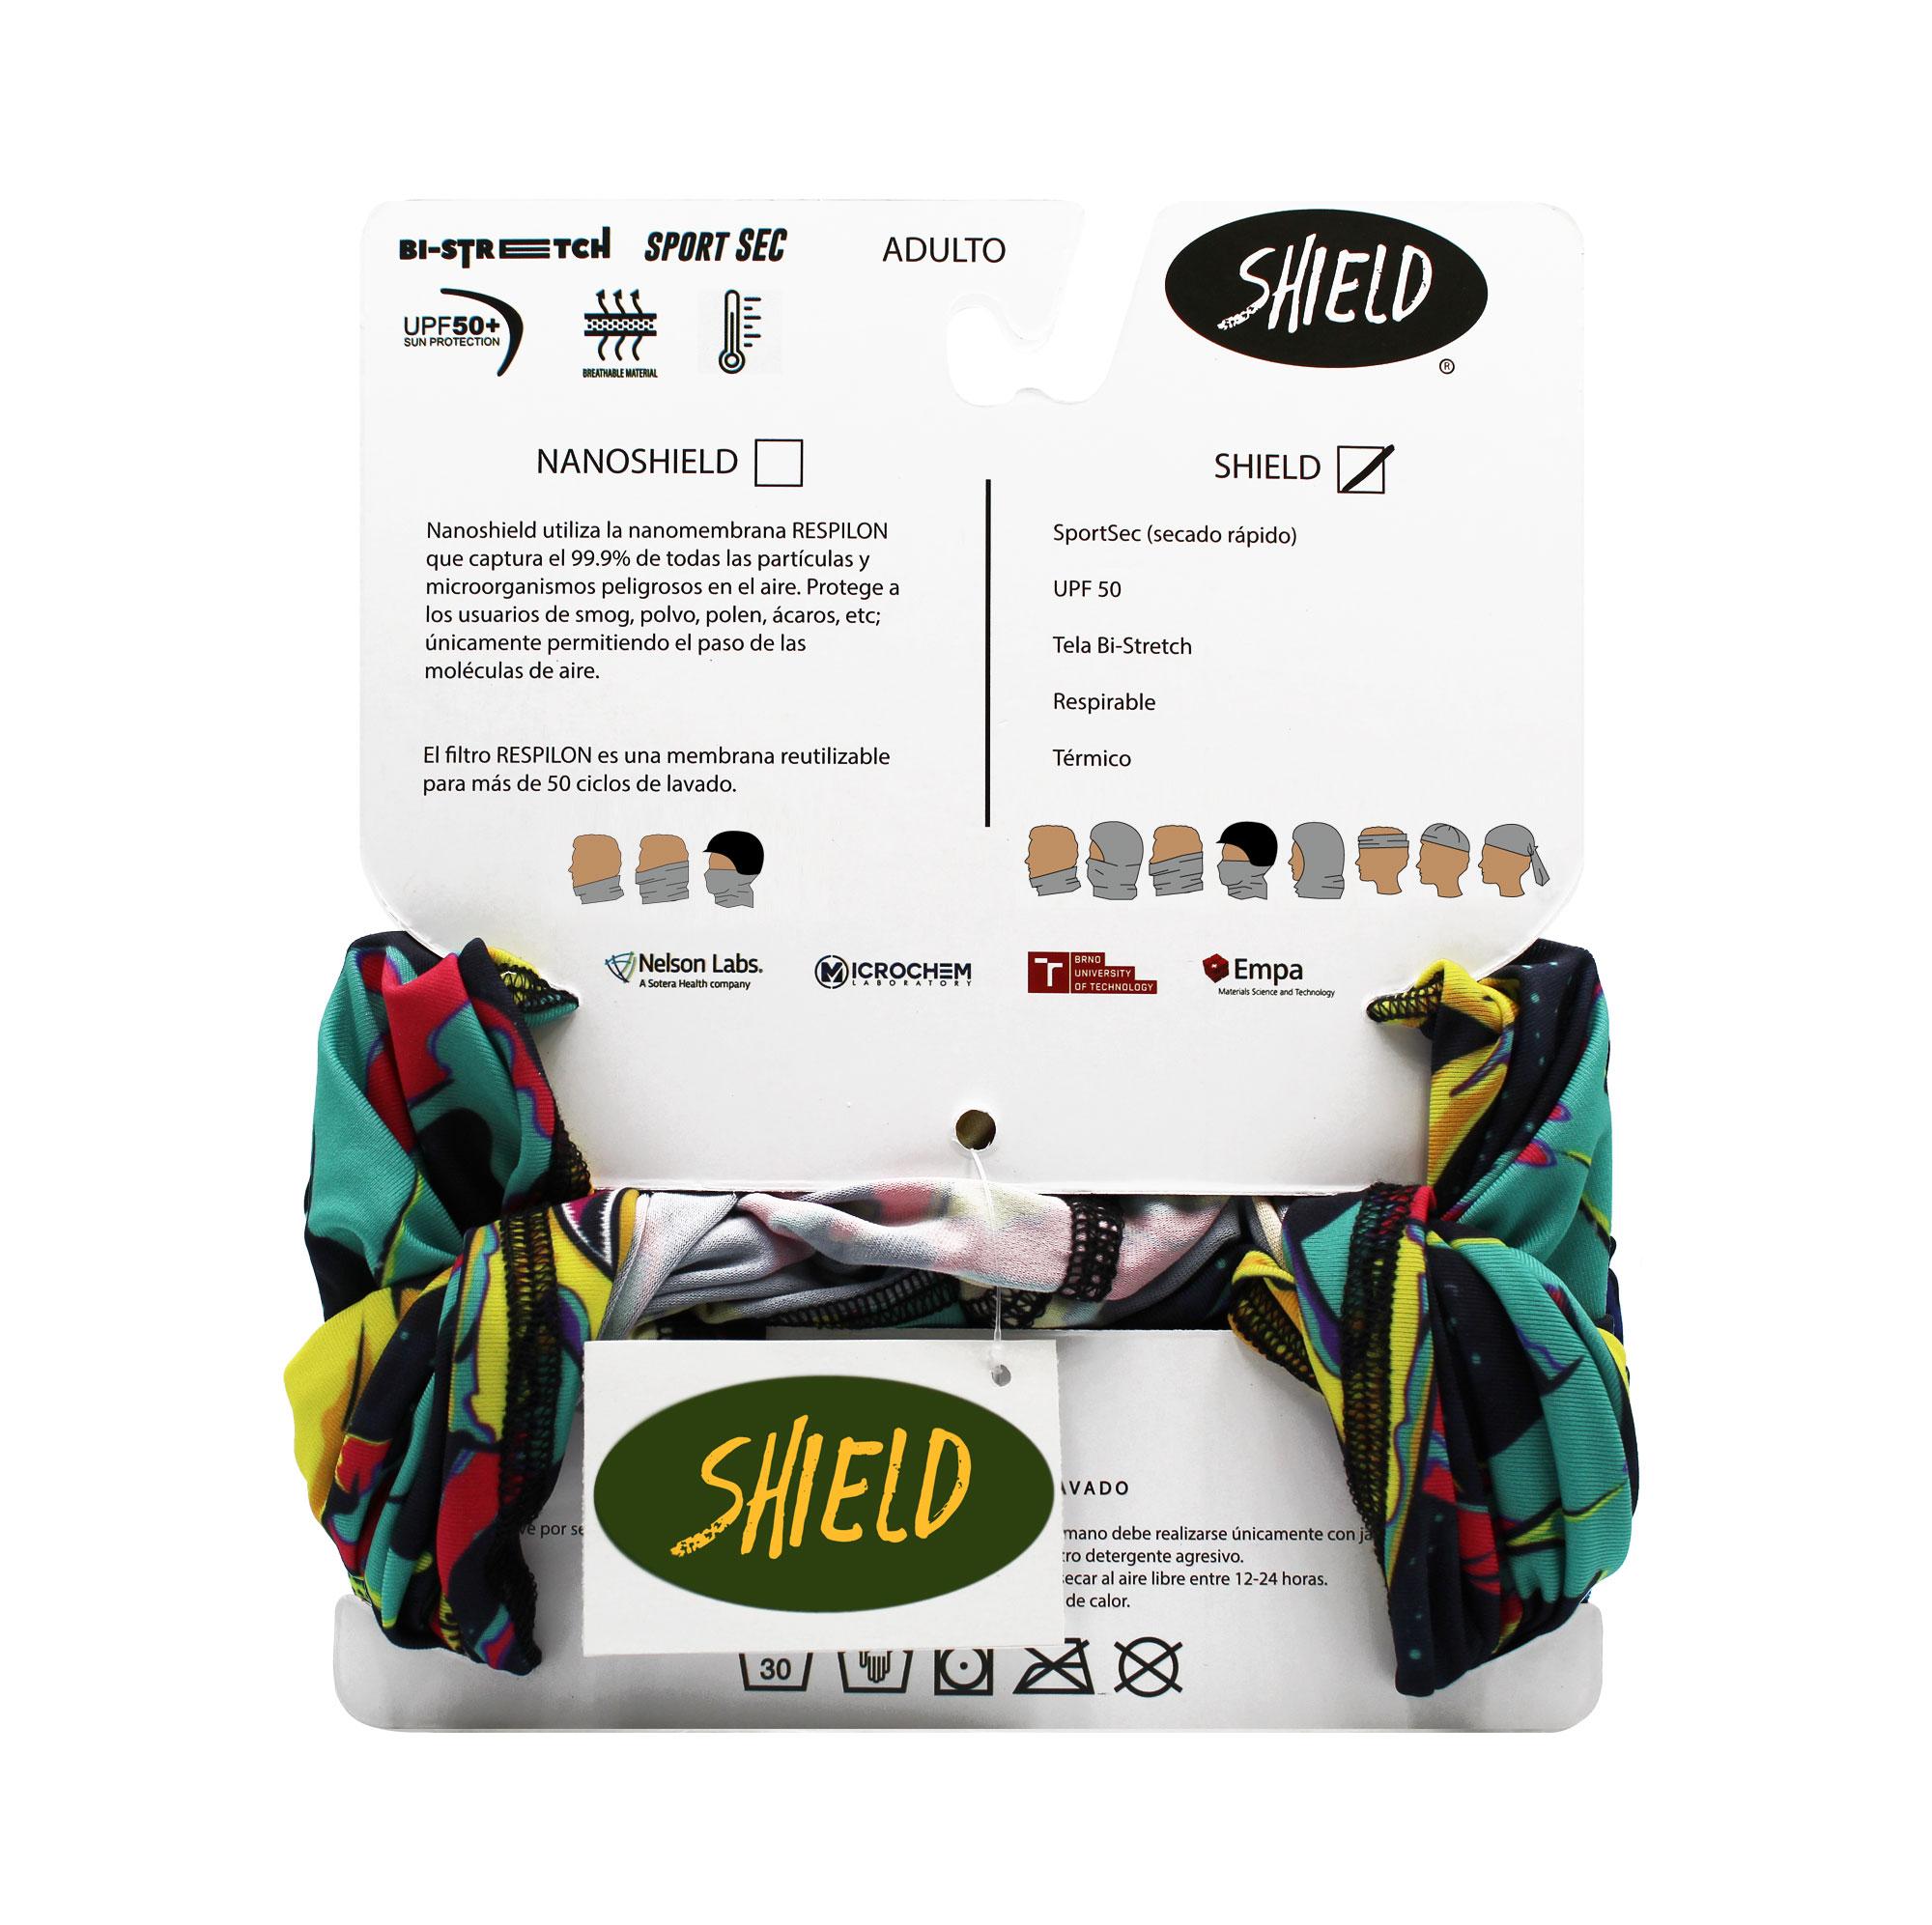 BI-STRETCH SPORT SEC ADULTO
SHIELD
®
UPF50+
SUN PROTECTION
BREATHABLE MATERIAL
NANOSHIELD
Nanoshield utiliza la nanomembrana RESPILON
que captura el 99.9% de todas las partículas y
microorganismos peligrosos en el aire. Protege a
los usuarios de smog, polvo, polen, ácaros, etc;
únicamente permitiendo el paso de las
moléculas de aire.
El filtro RESPILON es una membrana reutilizable
para más de 50 ciclos de lavado.
SHIELD
SportSec (secado rápido)
UPF 50
Tela Bi-Stretch
Respirable
Térmico
Nelson Labs.
A Sotera Health company
MICROCHEM
LABORATORY
BRNO
UNIVERSITY
OF TECHNOLOGY
Empa
Materials Science and Technology
SHIELD
AVADO
por
mano debe realizarse únicamente con
detergente agresivo.
al aire libre entre 12-24 horas.
de calor.
30